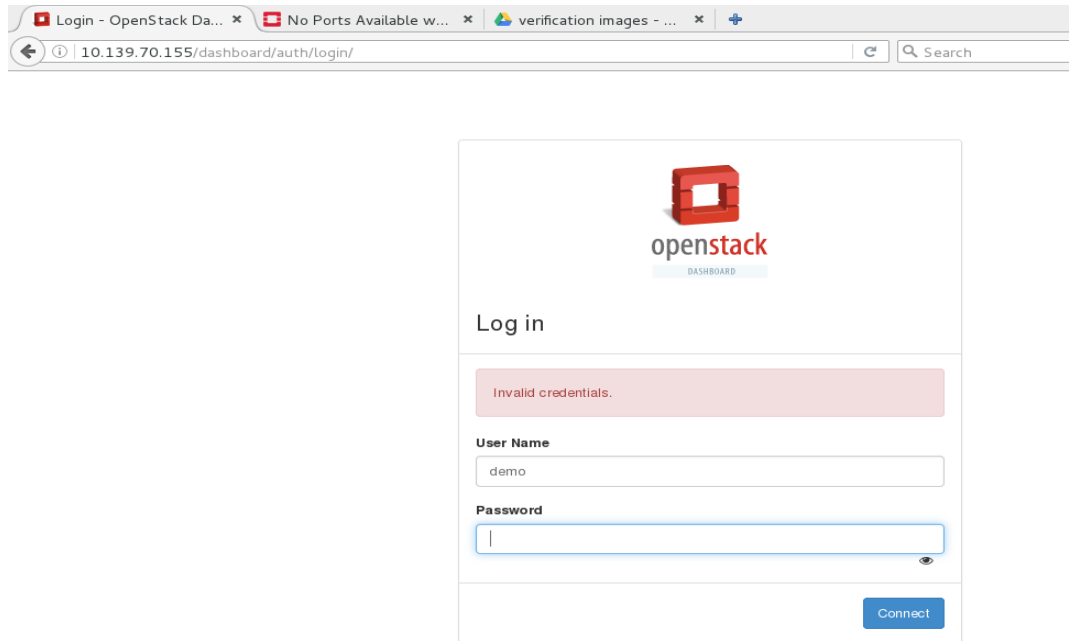 Login - OpenStack Da... No Ports Available w... verification images - ...
10.139.70.155/dashboard/auth/login/ Search
openstack
DASHBOARD
Log in
Invalid credentials.
User Name
demo
Password
Connect